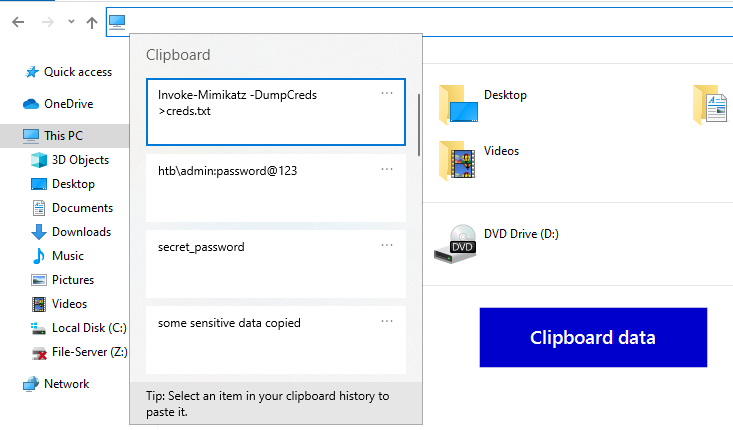 Clipboard
Invoke-Mimikatz -DumpCreds
>creds.txt
htb\admin:password@123
secret_password
some sensitive data copied
Tip: Select an item in your clipboard history to
paste it.
Quick access
OneDrive
This PC
3D Objects
Desktop
Documents
Downloads
Music
Pictures
Videos
Local Disk (C:)
File-Server (Z:)
Network
Desktop
Videos
DVD
DVD Drive (D:)
Clipboard data